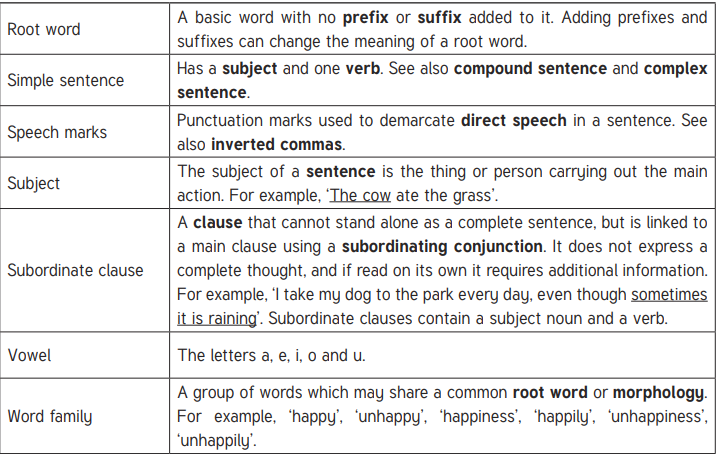 Root word
A basic word with no prefix or suffix added to it. Adding prefixes and
suffixes can change the meaning of a root word.
Simple sentence
Has a subject and one verb. See also compound sentence and complex
sentence.
Speech marks
Punctuation marks used to demarcate direct speech in a sentence. See
also inverted commas.
Subject
The subject of a sentence is the thing or person carrying out the main
action. For example, ‘The cow ate the grass’.
Subordinate clause
A clause that cannot stand alone as a complete sentence, but is linked to
a main clause using a subordinating conjunction. It does not express a
complete thought, and if read on its own it requires additional information.
For example, ‘I take my dog to the park every day, even though sometimes
it is raining’. Subordinate clauses contain a subject noun and a verb.
Vowel
The letters a, e, i, o and u.
Word family
A group of words which may share a common root word or morphology.
For example, ‘happy’, ‘unhappy’, ‘happiness’, ‘happily’, ‘unhappiness’,
‘unhappily’.